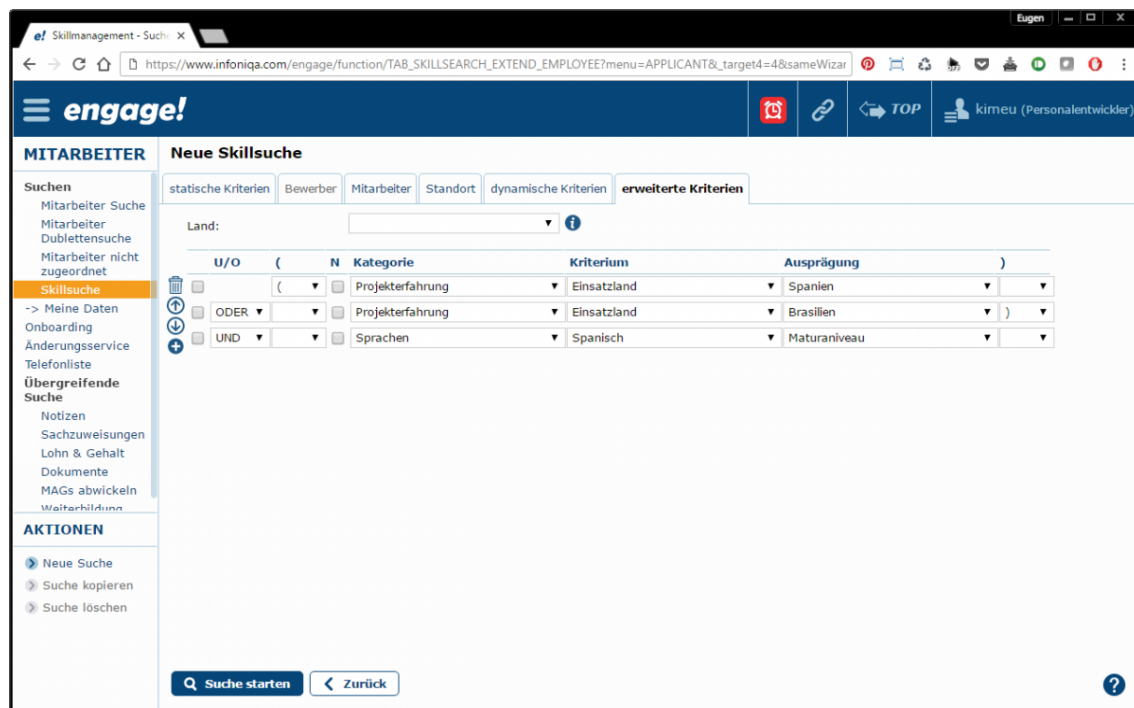 Eugen
e! Skillmanagement - Suche
https://www.infoniqa.com/engage/function/TAB_SKILLSEARCH_EXTEND_EMPLOYEE?menu=APPLICANT&_target4=4&sameWizar
engage!
TOP
kimeu (Personalentwickler)
MITARBEITER
Suchen
Mitarbeiter Suche
Mitarbeiter
Dublettensuche
Mitarbeiter nicht
zugeordnet
Skillsuche
-> Meine Daten
Onboarding
Änderungsservice
Telefonliste
Übergreifende
Suche
Notizen
Sachzuweisungen
Lohn & Gehalt
Dokumente
MAGs abwickeln
Weiterbildung
AKTIONEN
Neue Suche
Suche kopieren
Suche löschen
Neue Skillsuche
statische Kriterien Bewerber Mitarbeiter Standort dynamische Kriterien erweiterte Kriterien
Land:
U/O ( N Kategorie Kriterium Ausprägung )
( Projekterfahrung Einsatzland Spanien
ODER Projekterfahrung Einsatzland Brasilien )
UND Sprachen Spanisch Maturaniveau
Suche starten Zurück